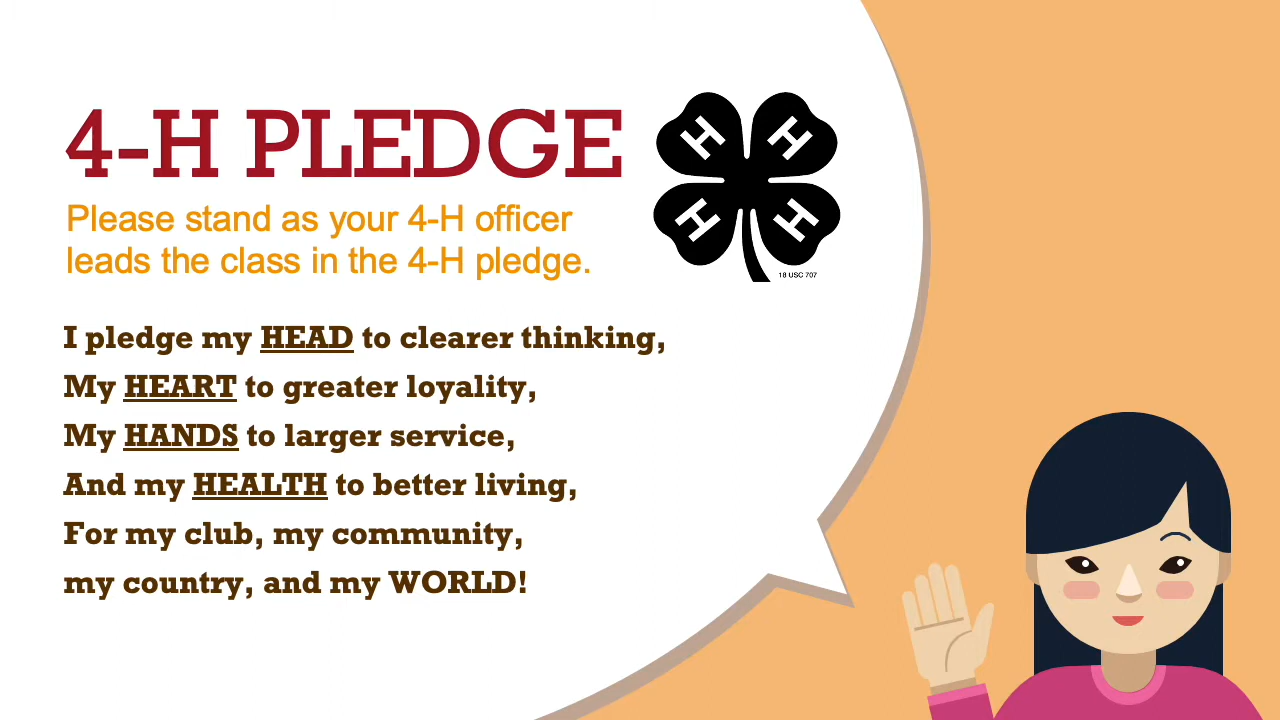 4-H PLEDGE
Please stand as your 4-H officer
leads the class in the 4-H pledge.
H H
H H
18 USC 707
I pledge my HEAD to clearer thinking,
My HEART to greater loyality,
My HANDS to larger service,
And my HEALTH to better living,
For my club, my community,
my country, and my WORLD!